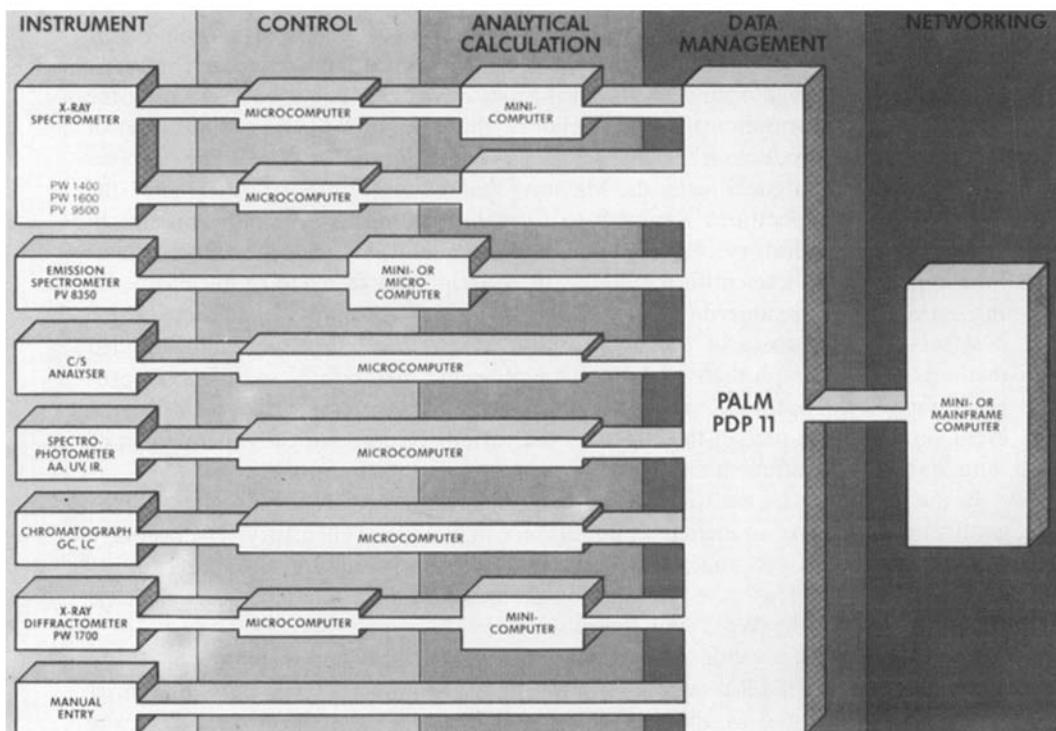 INSTRUMENT
CONTROL
ANALYTICAL
CALCULATION
DATA
MANAGEMENT
NETWORKING
X-RAY
SPECTROMETER
PW 1400
PW 1600
PV 9500
MICROCOMPUTER
MINI-
COMPUTER
MICROCOMPUTER
EMISSION
SPECTROMETER
PV 8350
MINI- OR
MICRO-
COMPUTER
C/S
ANALYSER
MICROCOMPUTER
SPECTRO-
PHOTOMETER
AA, UV, IR.
MICROCOMPUTER
CHROMATOGRAPH
GC, LC
MICROCOMPUTER
X-RAY
DIFFRACTOMETER
PW 1700
MICROCOMPUTER
MINI-
COMPUTER
MANUAL
ENTRY
PALM
PDP 11
MINI- OR
MAINFRAME
COMPUTER